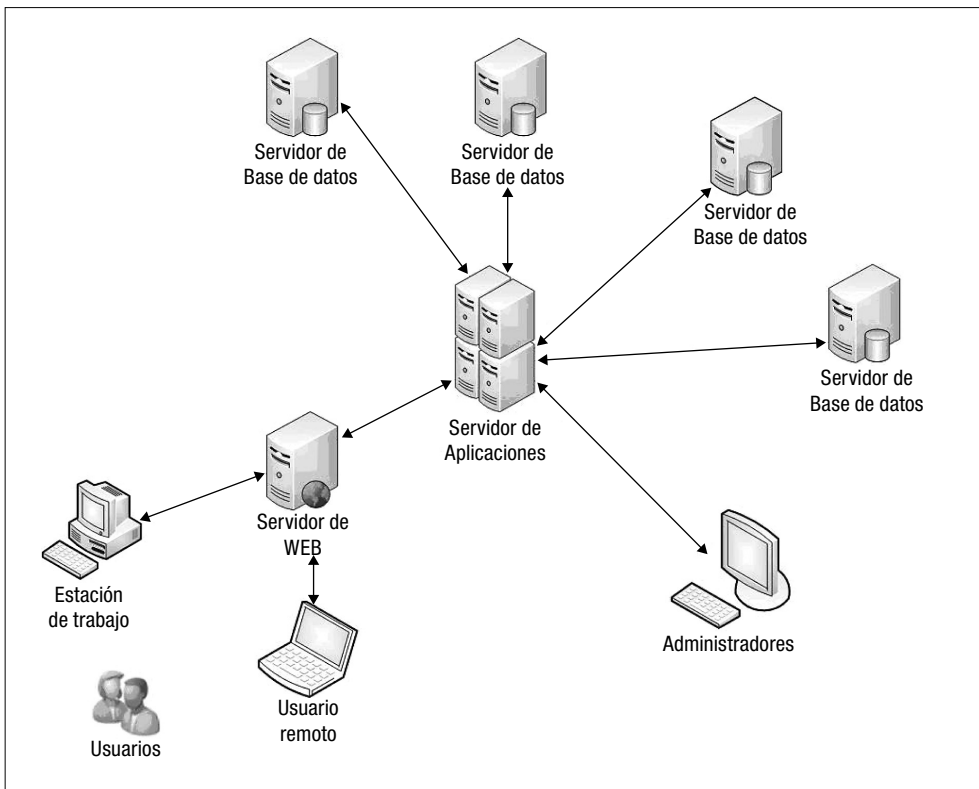 Servidor de
Base de datos
Servidor de
Base de datos
Servidor de
Base de datos
Servidor de
Base de datos
Servidor de
Aplicaciones
Servidor de
WEB
Estación
de trabajo
Administradores
Usuario
remoto
Usuarios